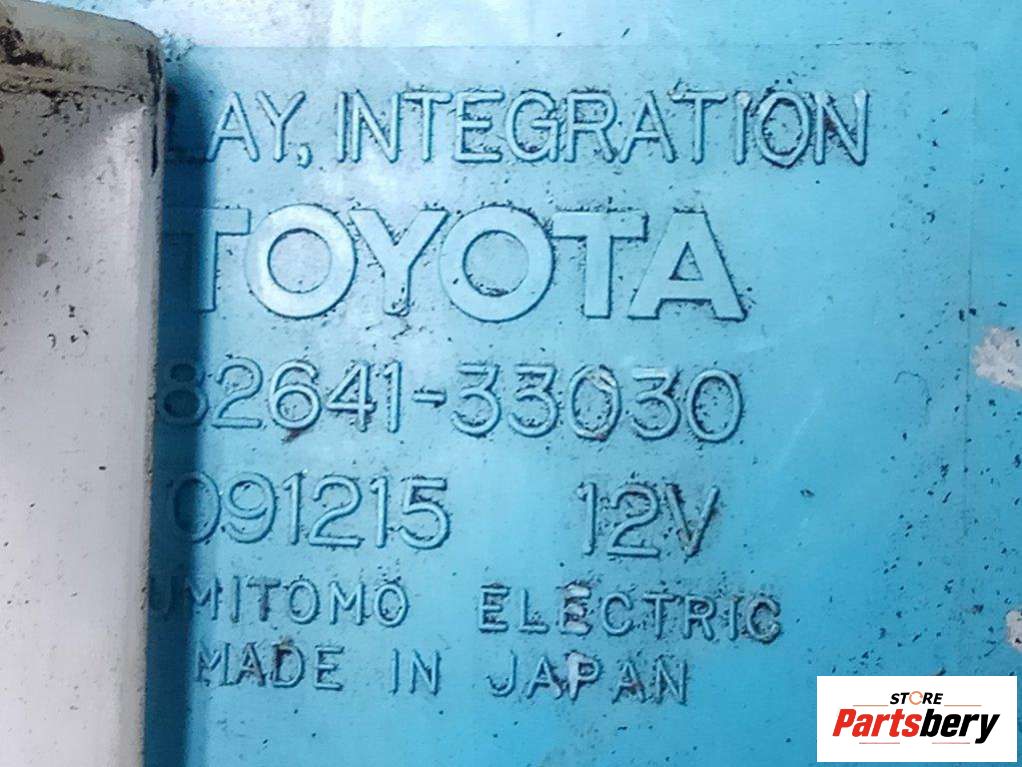 LAY, INTEGRATION
TOYOTA
82641-33030
091215 12V
UMITOMO ELECTRIC
MADE IN JAPAN
STORE
Partsbery